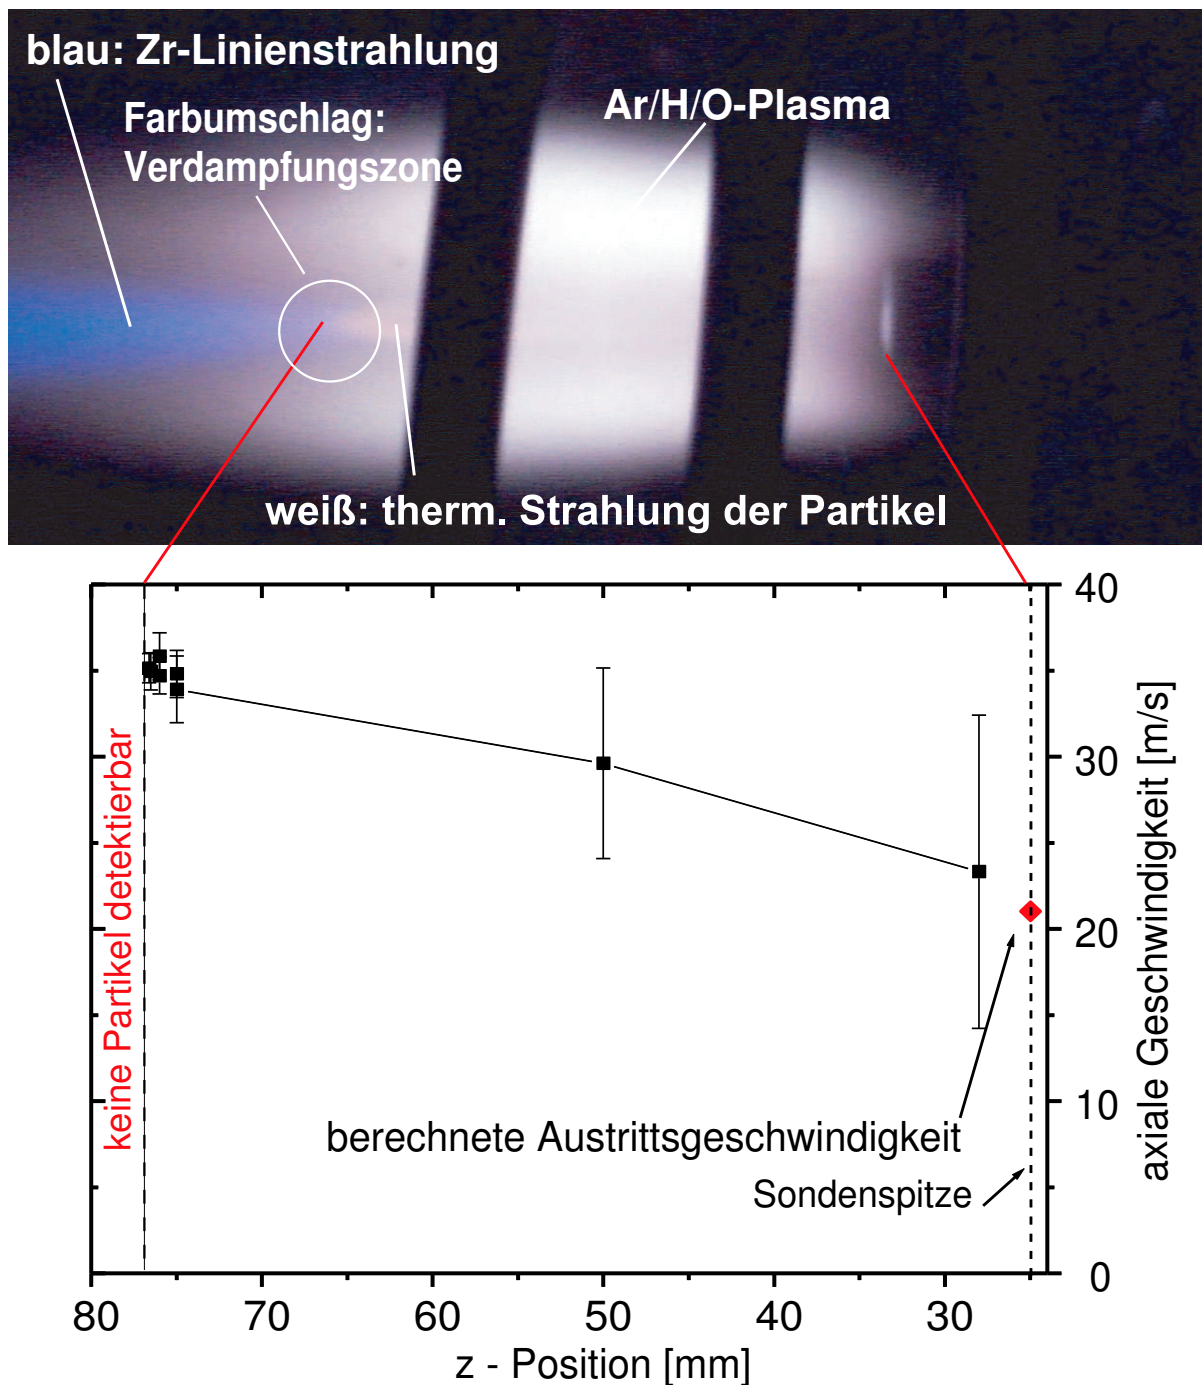 blau: Zr-Linienstrahlung
Farbumschlag:
Verdampfungszone
Ar/H/O-Plasma
weiß: therm. Strahlung der Partikel
40
30
20
10
0
axiale Geschwindigkeit [m/s]
keine Partikel detektierbar
berechnete Austrittsgeschwindigkeit
Sondenspitze
80 70 60 50 40 30
z - Position [mm]